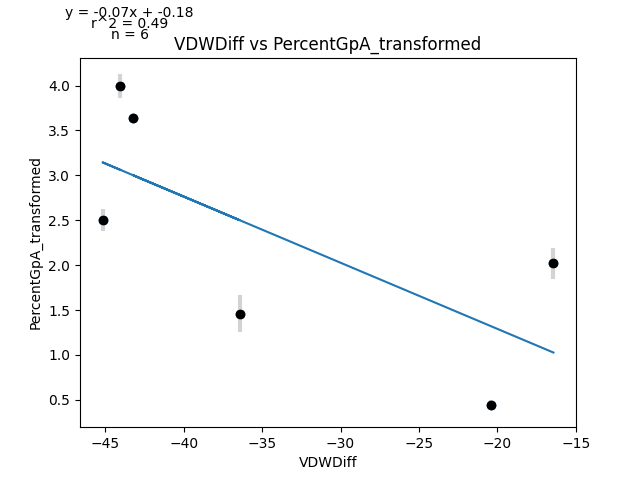 y = -0.07x + -0.18
r^2 = 0.49
n = 6
VDWDiff vs PercentGpA_transformed
PercentGpA_transformed
4.0
3.5
3.0
2.5
2.0
1.5
1.0
0.5
−45
−40
−35
−30
−25
−20
−15
VDWDiff